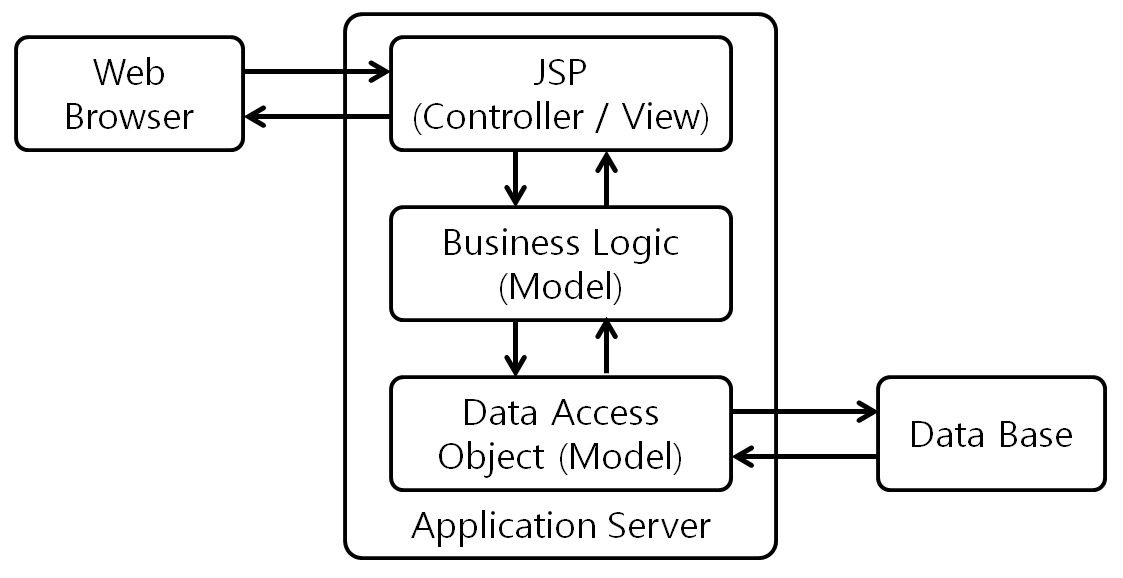 Web
Browser
JSP
(Controller / View)
Business Logic
(Model)
Data Access
Object (Model)
Data Base
Application Server